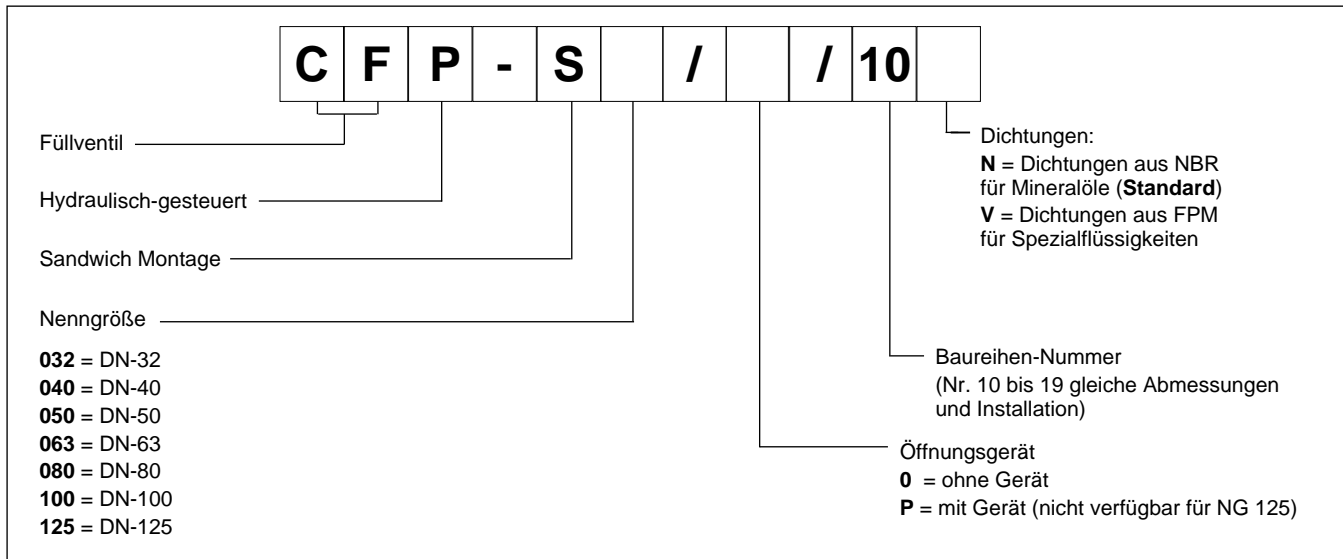 C F P - S / / 10
Füllventil
Hydraulisch-gesteuert
Sandwich Montage
Nenngröße
032 = DN-32
040 = DN-40
050 = DN-50
063 = DN-63
080 = DN-80
100 = DN-100
125 = DN-125
Dichtungen:
N = Dichtungen aus NBR
für Mineralöle (Standard)
V = Dichtungen aus FPM
für Spezialflüssigkeiten
Baureihen-Nummer
(Nr. 10 bis 19 gleiche Abmessungen
und Installation)
Öffnungsgerät
0 = ohne Gerät
P = mit Gerät (nicht verfügbar für NG 125)